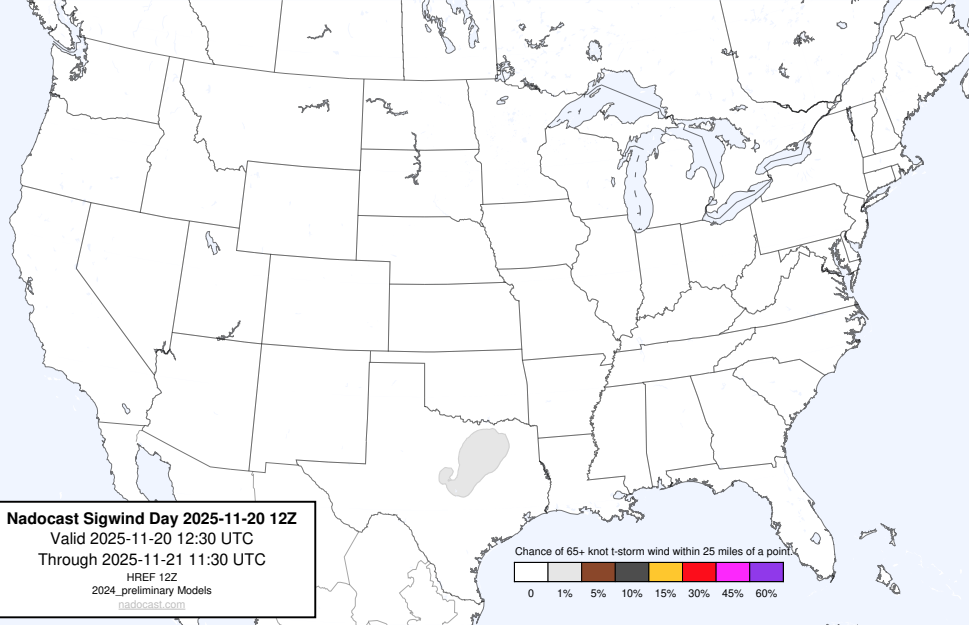 Nadocast Sigwind Day 2025-11-20 12Z
Valid 2025-11-20 12:30 UTC
Through 2025-11-21 11:30 UTC
HREF 12Z
2024_preliminary Models
nadocast.com
Chance of 65+ knot t-storm wind within 25 miles of a point.
0 1% 5% 10% 15% 30% 45% 60%